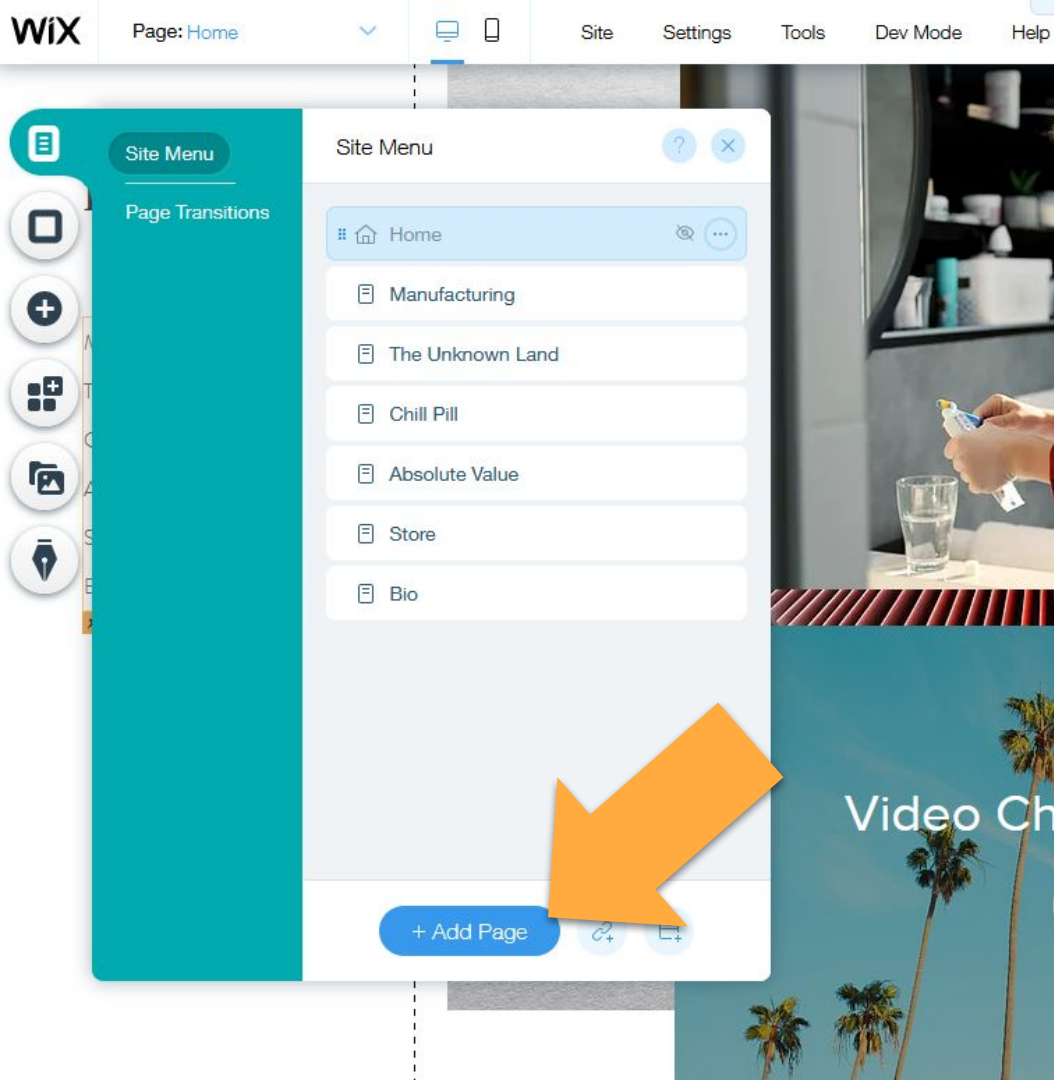 WiX
Page: Home
Site
Settings
Tools
Dev Mode
Help
Site Menu
Page Transitions
Site Menu
?
Home
Manufacturing
The Unknown Land
Chill Pill
Absolute Value
Store
Bio
+ Add Page
Video Ch